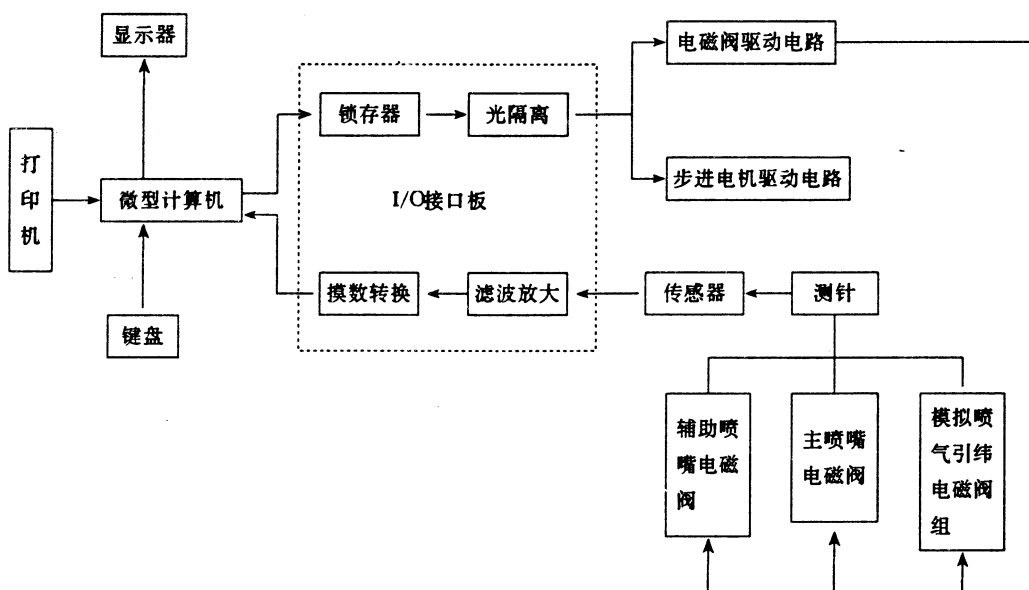 显示器
电磁阀驱动电路
锁存器
光隔离
打
印
机
微型计算机
I/O接口板
步进电机驱动电路
摸数转换
滤波放大
传感器
测针
键盘
辅助喷
嘴电磁
阀
主喷嘴
电磁阀
模拟喷
气引纬
电磁阀
组